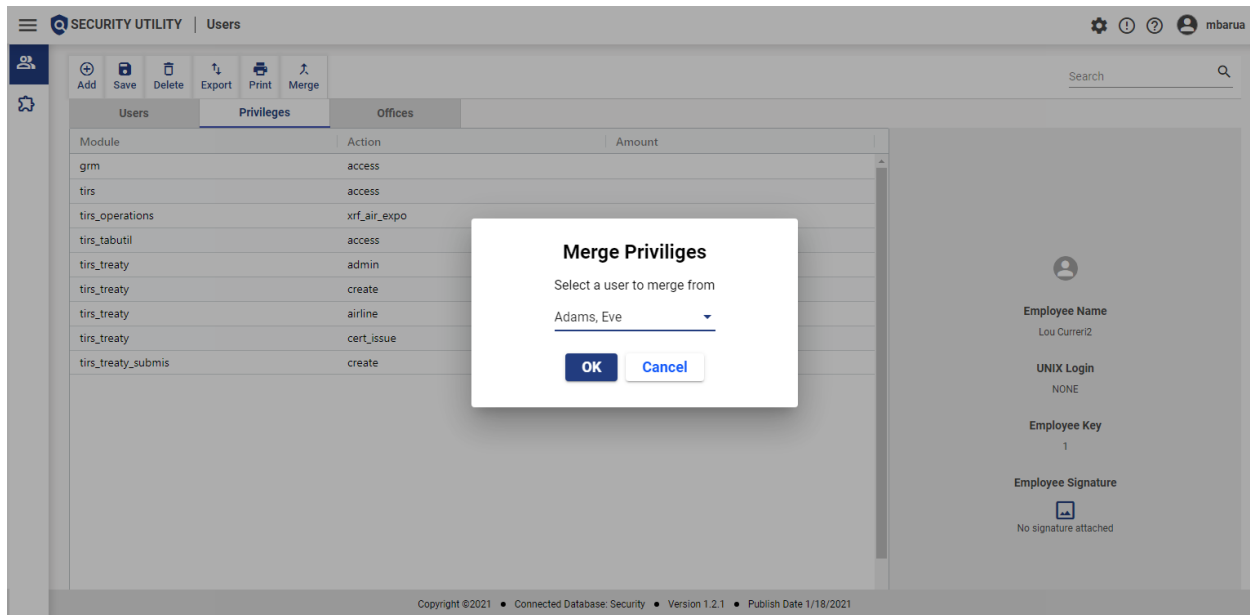 SECURITY UTILITY | Users
mbarua
Add Save Delete Export Print Merge
Search
Users Privileges Offices
Module Action Amount
grm access
tirs access
tirs_operations xrf_air_expo
tirs_tabutil access
tirs_treaty admin
tirs_treaty create
tirs_treaty airline
tirs_treaty cert_issue
tirs_treaty_submis create
Merge Priviliges
Select a user to merge from
Adams, Eve
OK Cancel
Employee Name
Lou Curreri2
UNIX Login
NONE
Employee Key
1
Employee Signature
No signature attached
Copyright ©2021 ● Connected Database: Security ● Version 1.2.1 ● Publish Date 1/18/2021